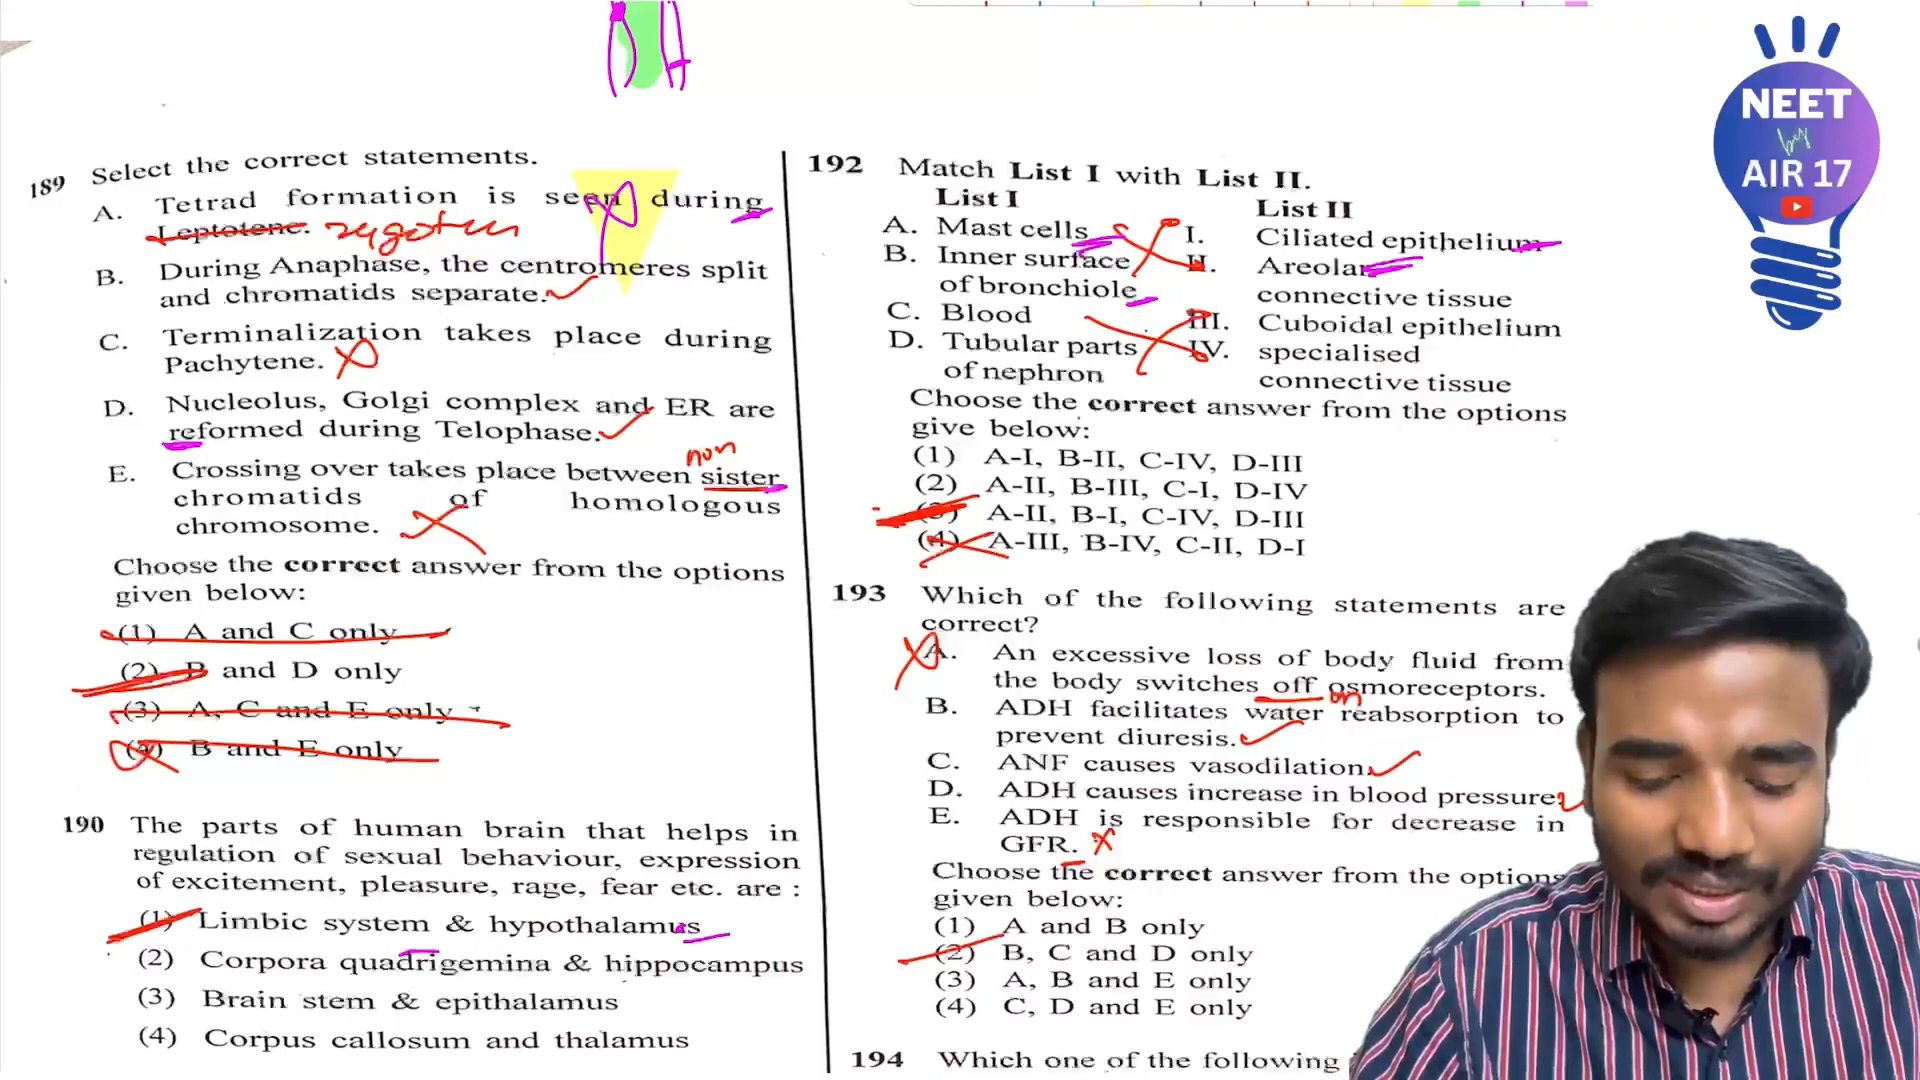 NEET
by
AIR 17
189 Select the correct statements.
A. Tetrad formation is seen during
Leptotene. zygoten
B. During Anaphase, the centromeres split
and chromatids separate.
C. Terminalization takes place during
Pachytene.
D. Nucleolus, Golgi complex and ER are
reformed during Telophase.
non
E. Crossing over takes place between sister
chromatids of homologous
chromosome.
Choose the correct answer from the options
given below:
(1) A and C only
(2) B and D only
(3) A, C and E only
(4) B and E only
190 The parts of human brain that helps in
regulation of sexual behaviour, expression
of excitement, pleasure, rage, fear etc. are :
(1) Limbic system & hypothalamus
(2) Corpora quadrigemina & hippocampus
(3) Brain stem & epithalamus
(4) Corpus callosum and thalamus
192 Match List I with List II.
List I List II
A. Mast cells I. Ciliated epithelium
B. Inner surface II. Areolar
of bronchiole connective tissue
C. Blood III. Cuboidal epithelium
D. Tubular parts IV. specialised
of nephron connective tissue
Choose the correct answer from the options
give below:
(1) A-I, B-II, C-IV, D-III
(2) A-II, B-III, C-I, D-IV
(3) A-II, B-I, C-IV, D-III
(4) A-III, B-IV, C-II, D-I
193 Which of the following statements are
correct?
A. An excessive loss of body fluid from
the body switches off osmoreceptors.
on
B. ADH facilitates water reabsorption to
prevent diuresis.
C. ANF causes vasodilation.
D. ADH causes increase in blood pressure.
E. ADH is responsible for decrease in
GFR.
Choose the correct answer from the options
given below:
(1) A and B only
(2) B, C and D only
(3) A, B and E only
(4) C, D and E only
194 Which one of the following